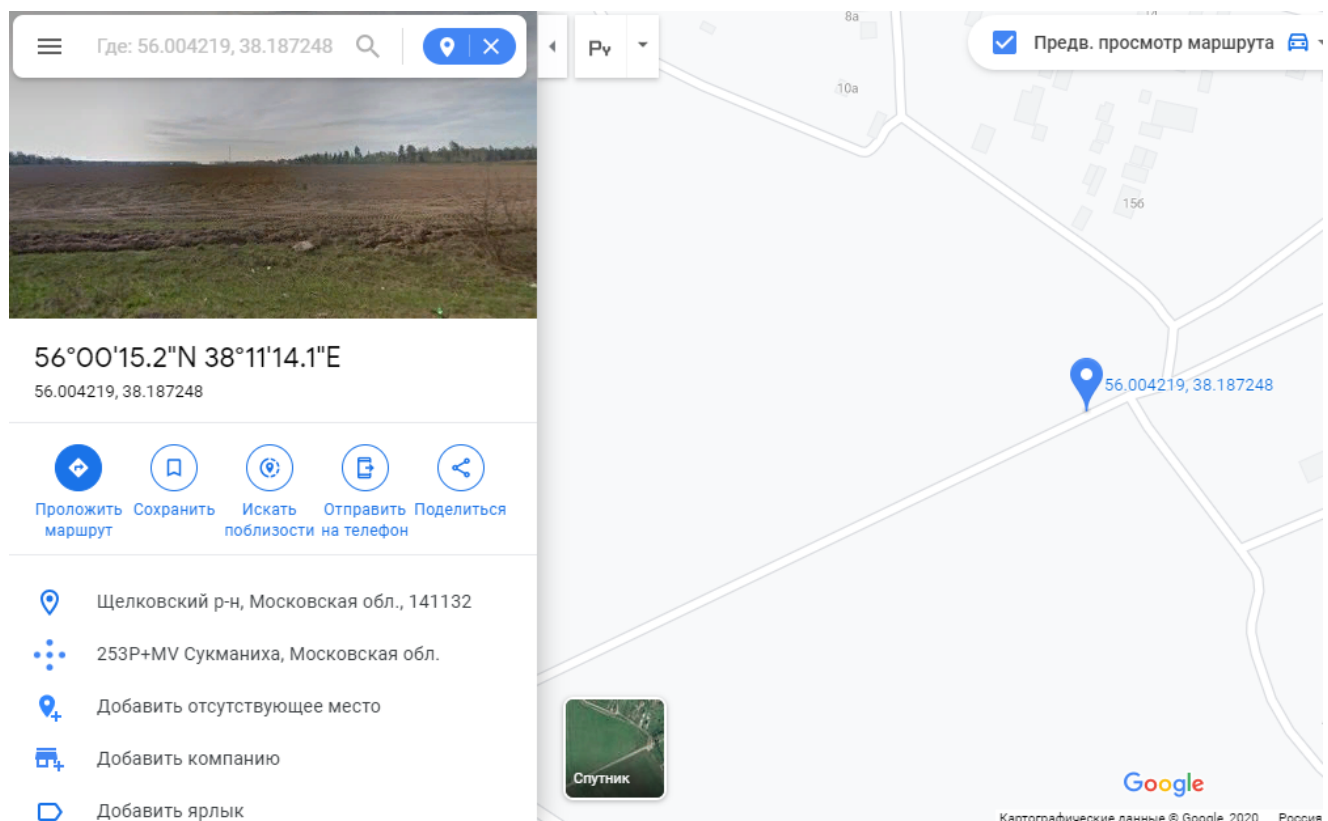 Где: 56.004219, 38.187248
Ру
Предв. просмотр маршрута
8а
10а
15б
56°00'15.2"N 38°11'14.1"E
56.004219, 38.187248
56.004219, 38.187248
Проложить маршрут
Сохранить
Искать поблизости
Отправить на телефон
Поделиться
Щелковский р-н, Московская обл., 141132
253P+MV Сукманиха, Московская обл.
Добавить отсутствующее место
Добавить компанию
Добавить ярлык
Спутник
Google
Картографические данные © Google, 2020 Россия